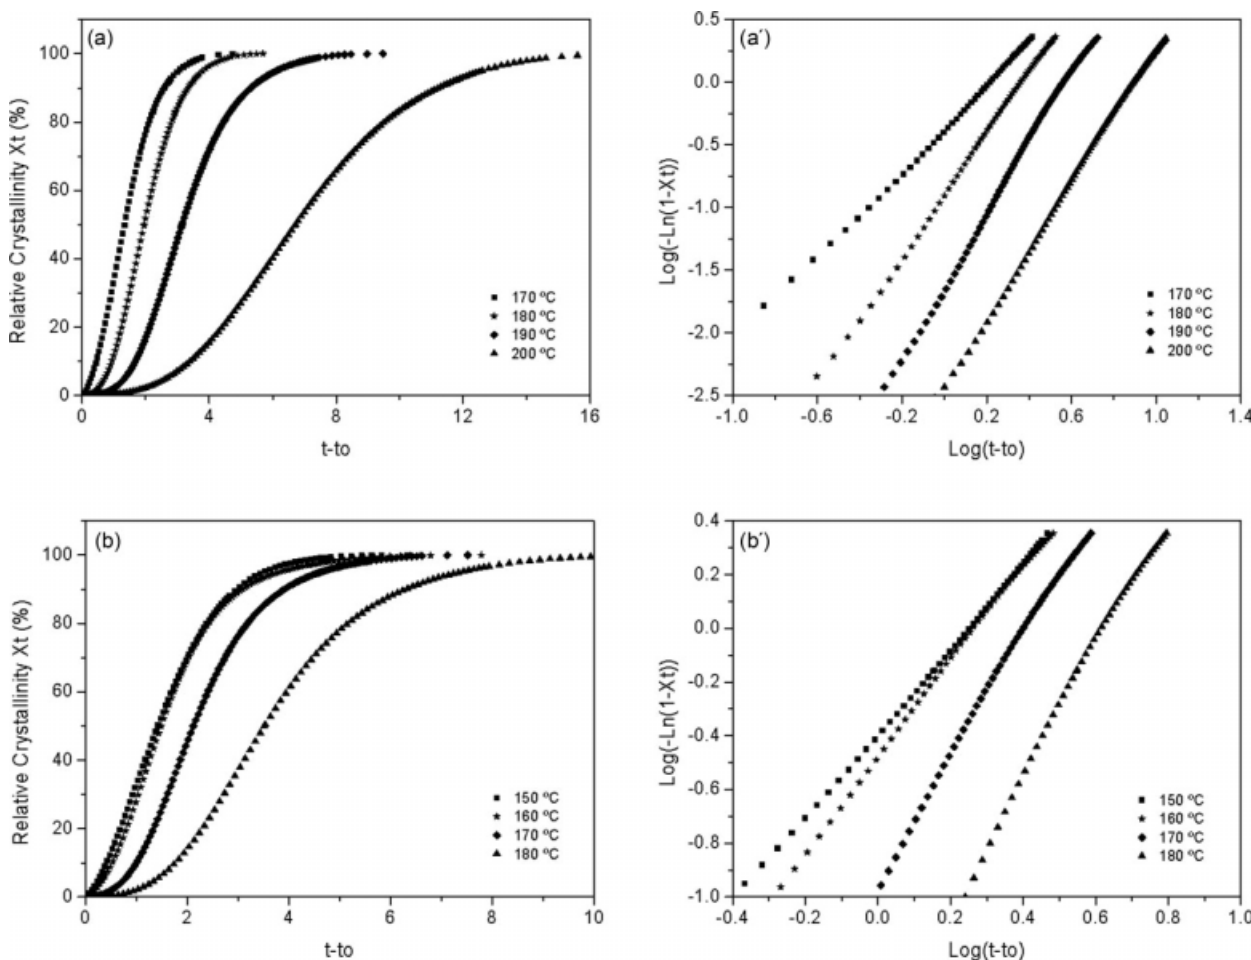 (a)
Relative Crystallinity Xt (%)
100
80
60
40
20
0
170 ºC
180 ºC
190 ºC
200 ºC
0 4 8 12 16
t-to
(a´)
Log(-Ln(1-Xt))
0.5
0.0
-0.5
-1.0
-1.5
-2.0
-2.5
170 ºC
180 ºC
190 ºC
200 ºC
-1.0 -0.6 -0.2 0.2 0.6 1.0 1.4
Log(t-to)
(b)
Relative Crystallinity Xt (%)
100
80
60
40
20
0
150 ºC
160 ºC
170 ºC
180 ºC
0 2 4 6 8 10
t-to
(b´)
Log(-Ln(1-Xt))
0.4
0.2
0.0
-0.2
-0.4
-0.6
-0.8
-1.0
150 ºC
160 ºC
170 ºC
180 ºC
-0.4 -0.2 0.0 0.2 0.4 0.6 0.8 1.0
Log(t-to)